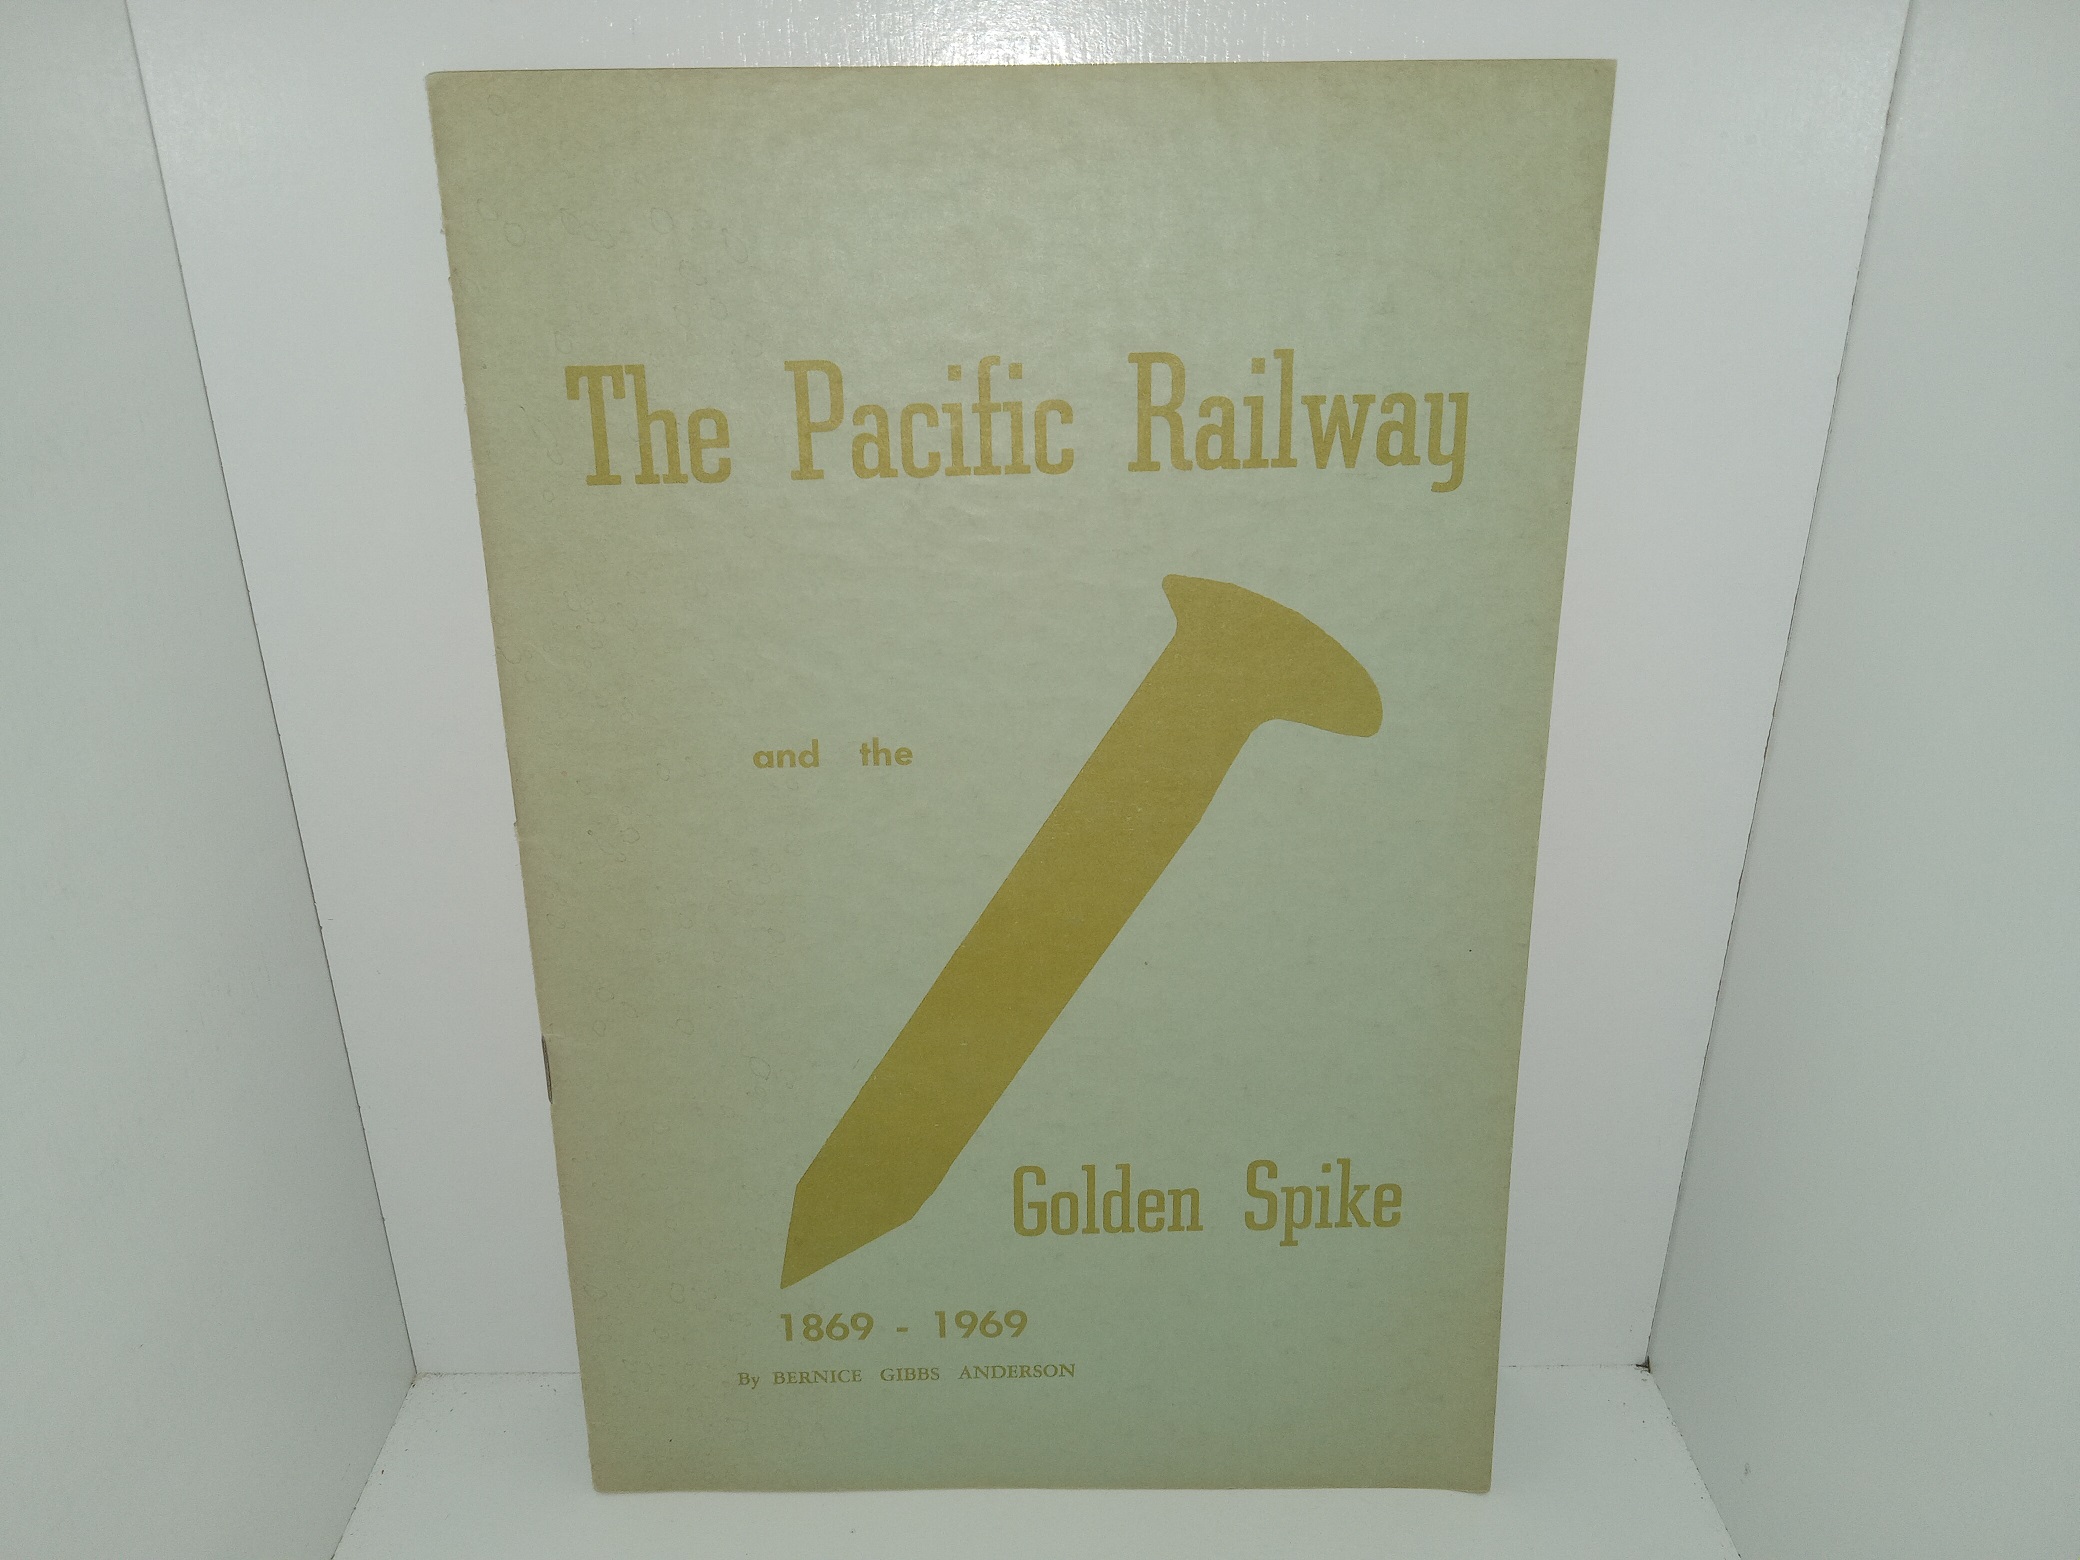 The Pacific Railway
and the
Golden Spike
1869 - 1969
By BERNICE GIBBS ANDERSON